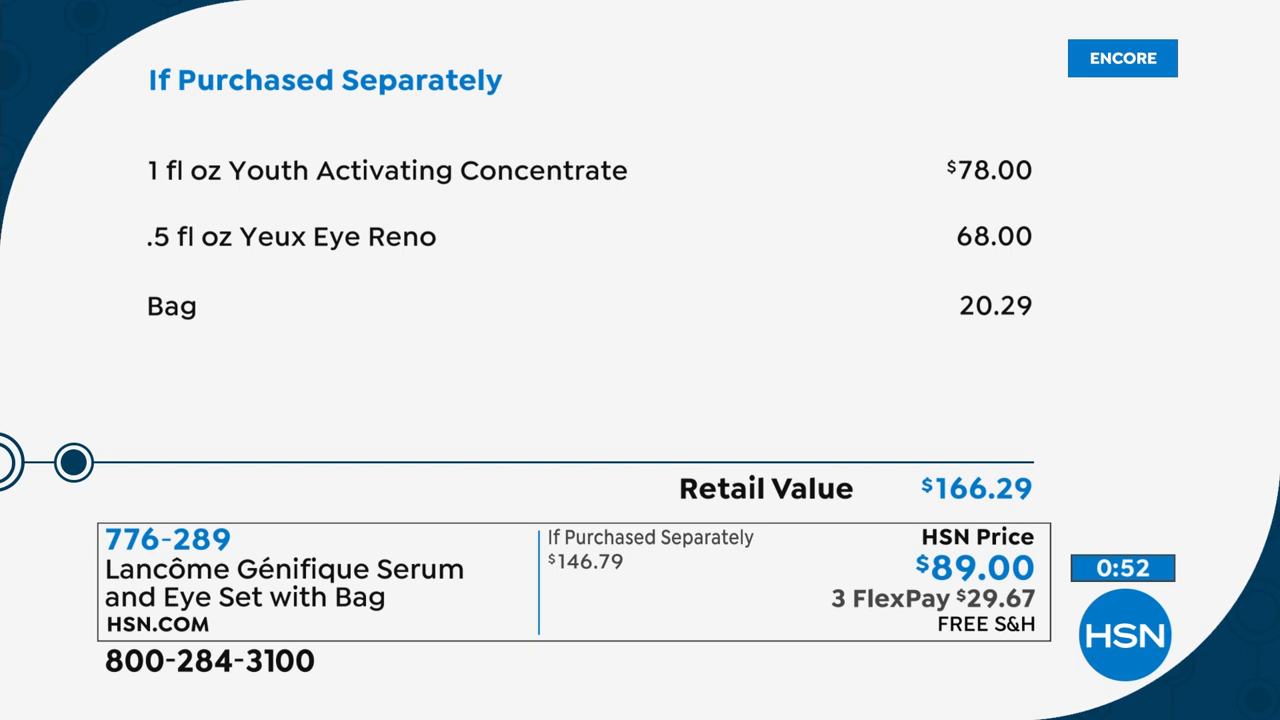 If Purchased Separately
ENCORE
1 fl oz Youth Activating Concentrate $78.00
.5 fl oz Yeux Eye Reno 68.00
Bag 20.29
Retail Value $166.29
776-289
Lancôme Génifique Serum
and Eye Set with Bag
HSN.COM
If Purchased Separately
$146.79
HSN Price
$89.00
3 FlexPay $29.67
FREE S&H
0:52
HSN
800-284-3100